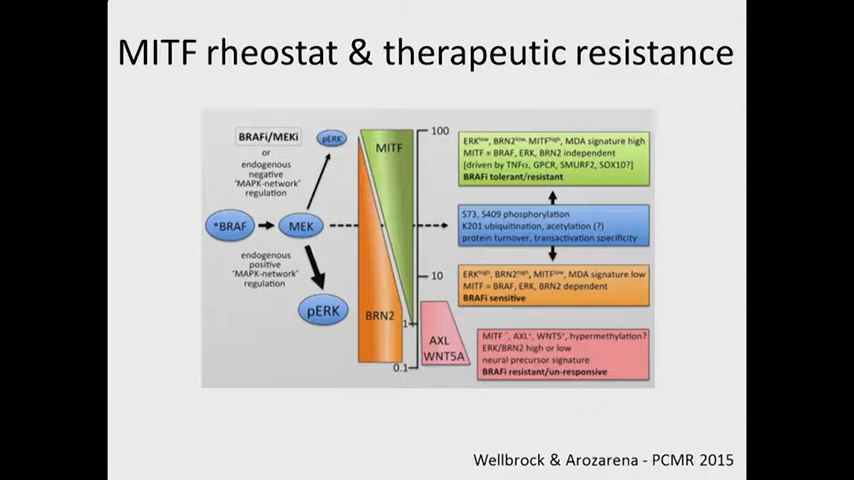 MITF rheostat & therapeutic resistance
BRAFi/MEKi
or
endogenous
negative
'MAPK-network'
regulation
pERK
*BRAF
MEK
endogenous
positive
'MAPK-network'
regulation
pERK
MITF
BRN2
100
10
1
0.1
AXL
WNT5A
ERKlow, BRN2low, MITFhigh, MDA signature high
MITF = BRAF, ERK, BRN2 independent
[driven by TNFα, GPCR, SMURF2, SOX10?]
BRAFi tolerant/resistant
S73, S409 phosphorylation
K201 ubiquitination, acetylation (?)
protein turnover, transactivation specificity
ERKhigh, BRN2high, MITFlow, MDA signature low
MITF = BRAF, ERK, BRN2 dependent
BRAFi sensitive
MITF-, AXL+, WNT5+, hypermethylation?
ERK/BRN2 high or low
neural precursor signature
BRAFi resistant/un-responsive
Wellbrock & Arozarena - PCMR 2015